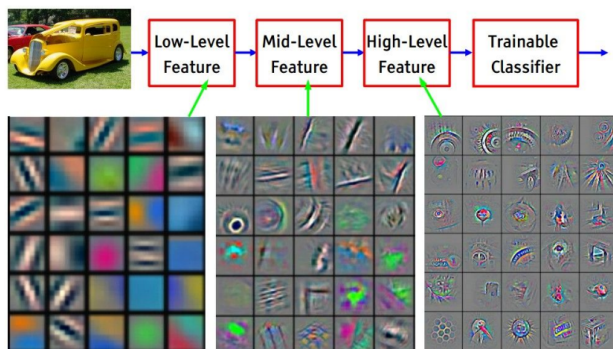 Low-Level
Feature
Mid-Level
Feature
High-Level
Feature
Trainable
Classifier